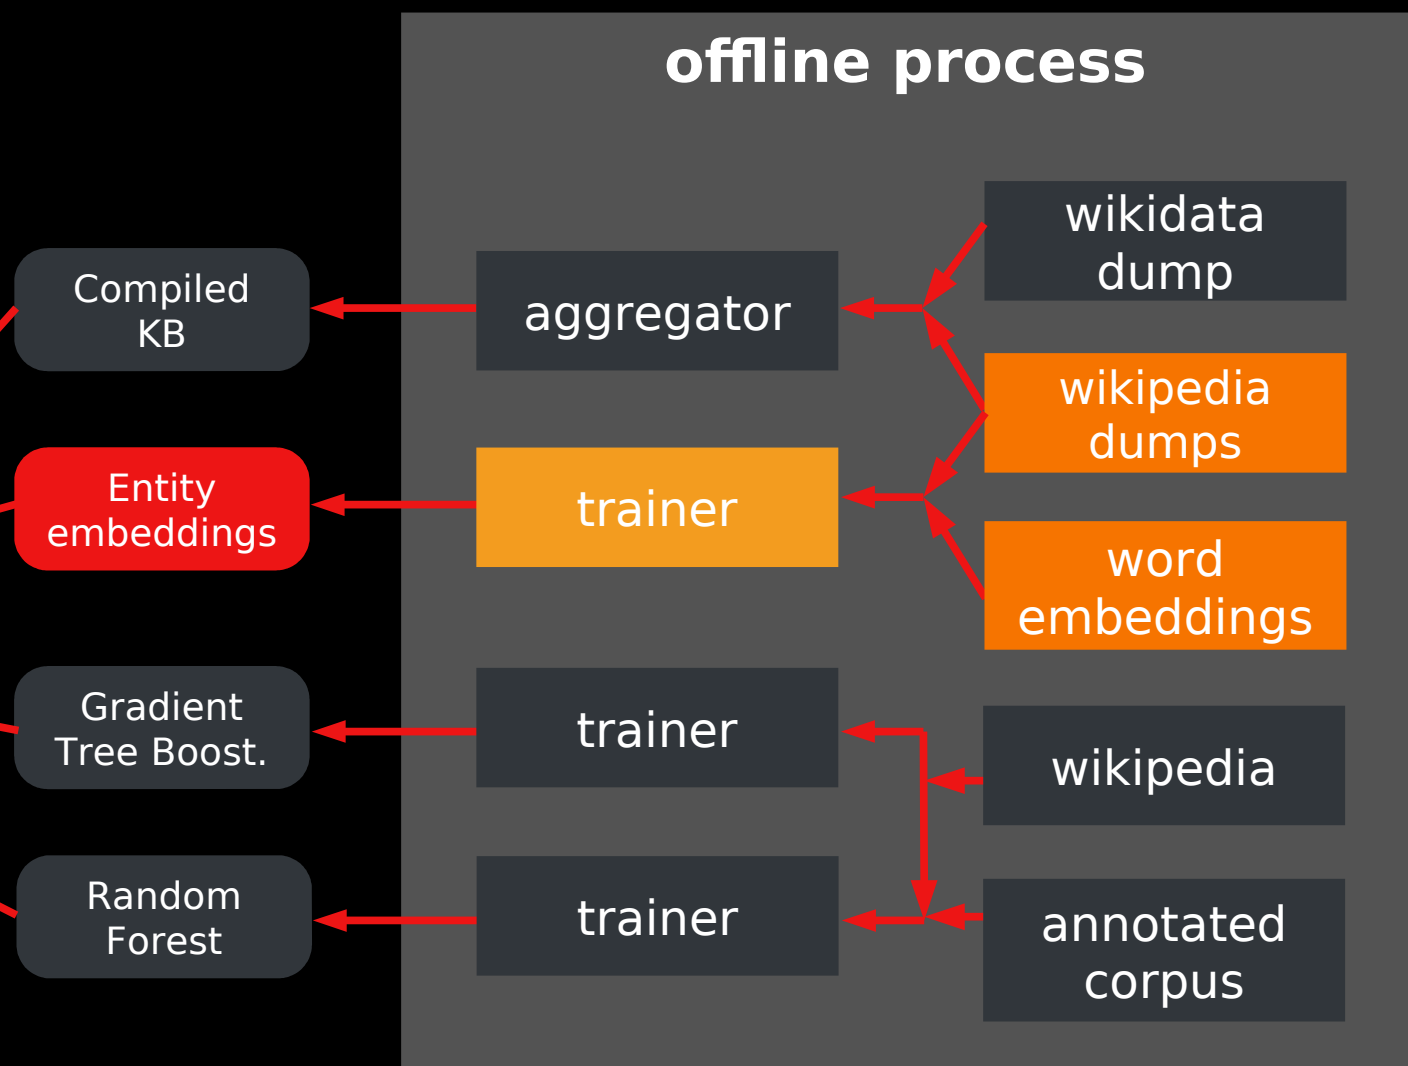 offline process
wikidata
dump
Compiled
KB
aggregator
wikipedia
dumps
Entity
embeddings
trainer
word
embeddings
Gradient
Tree Boost.
trainer
wikipedia
Random
Forest
trainer
annotated
corpus